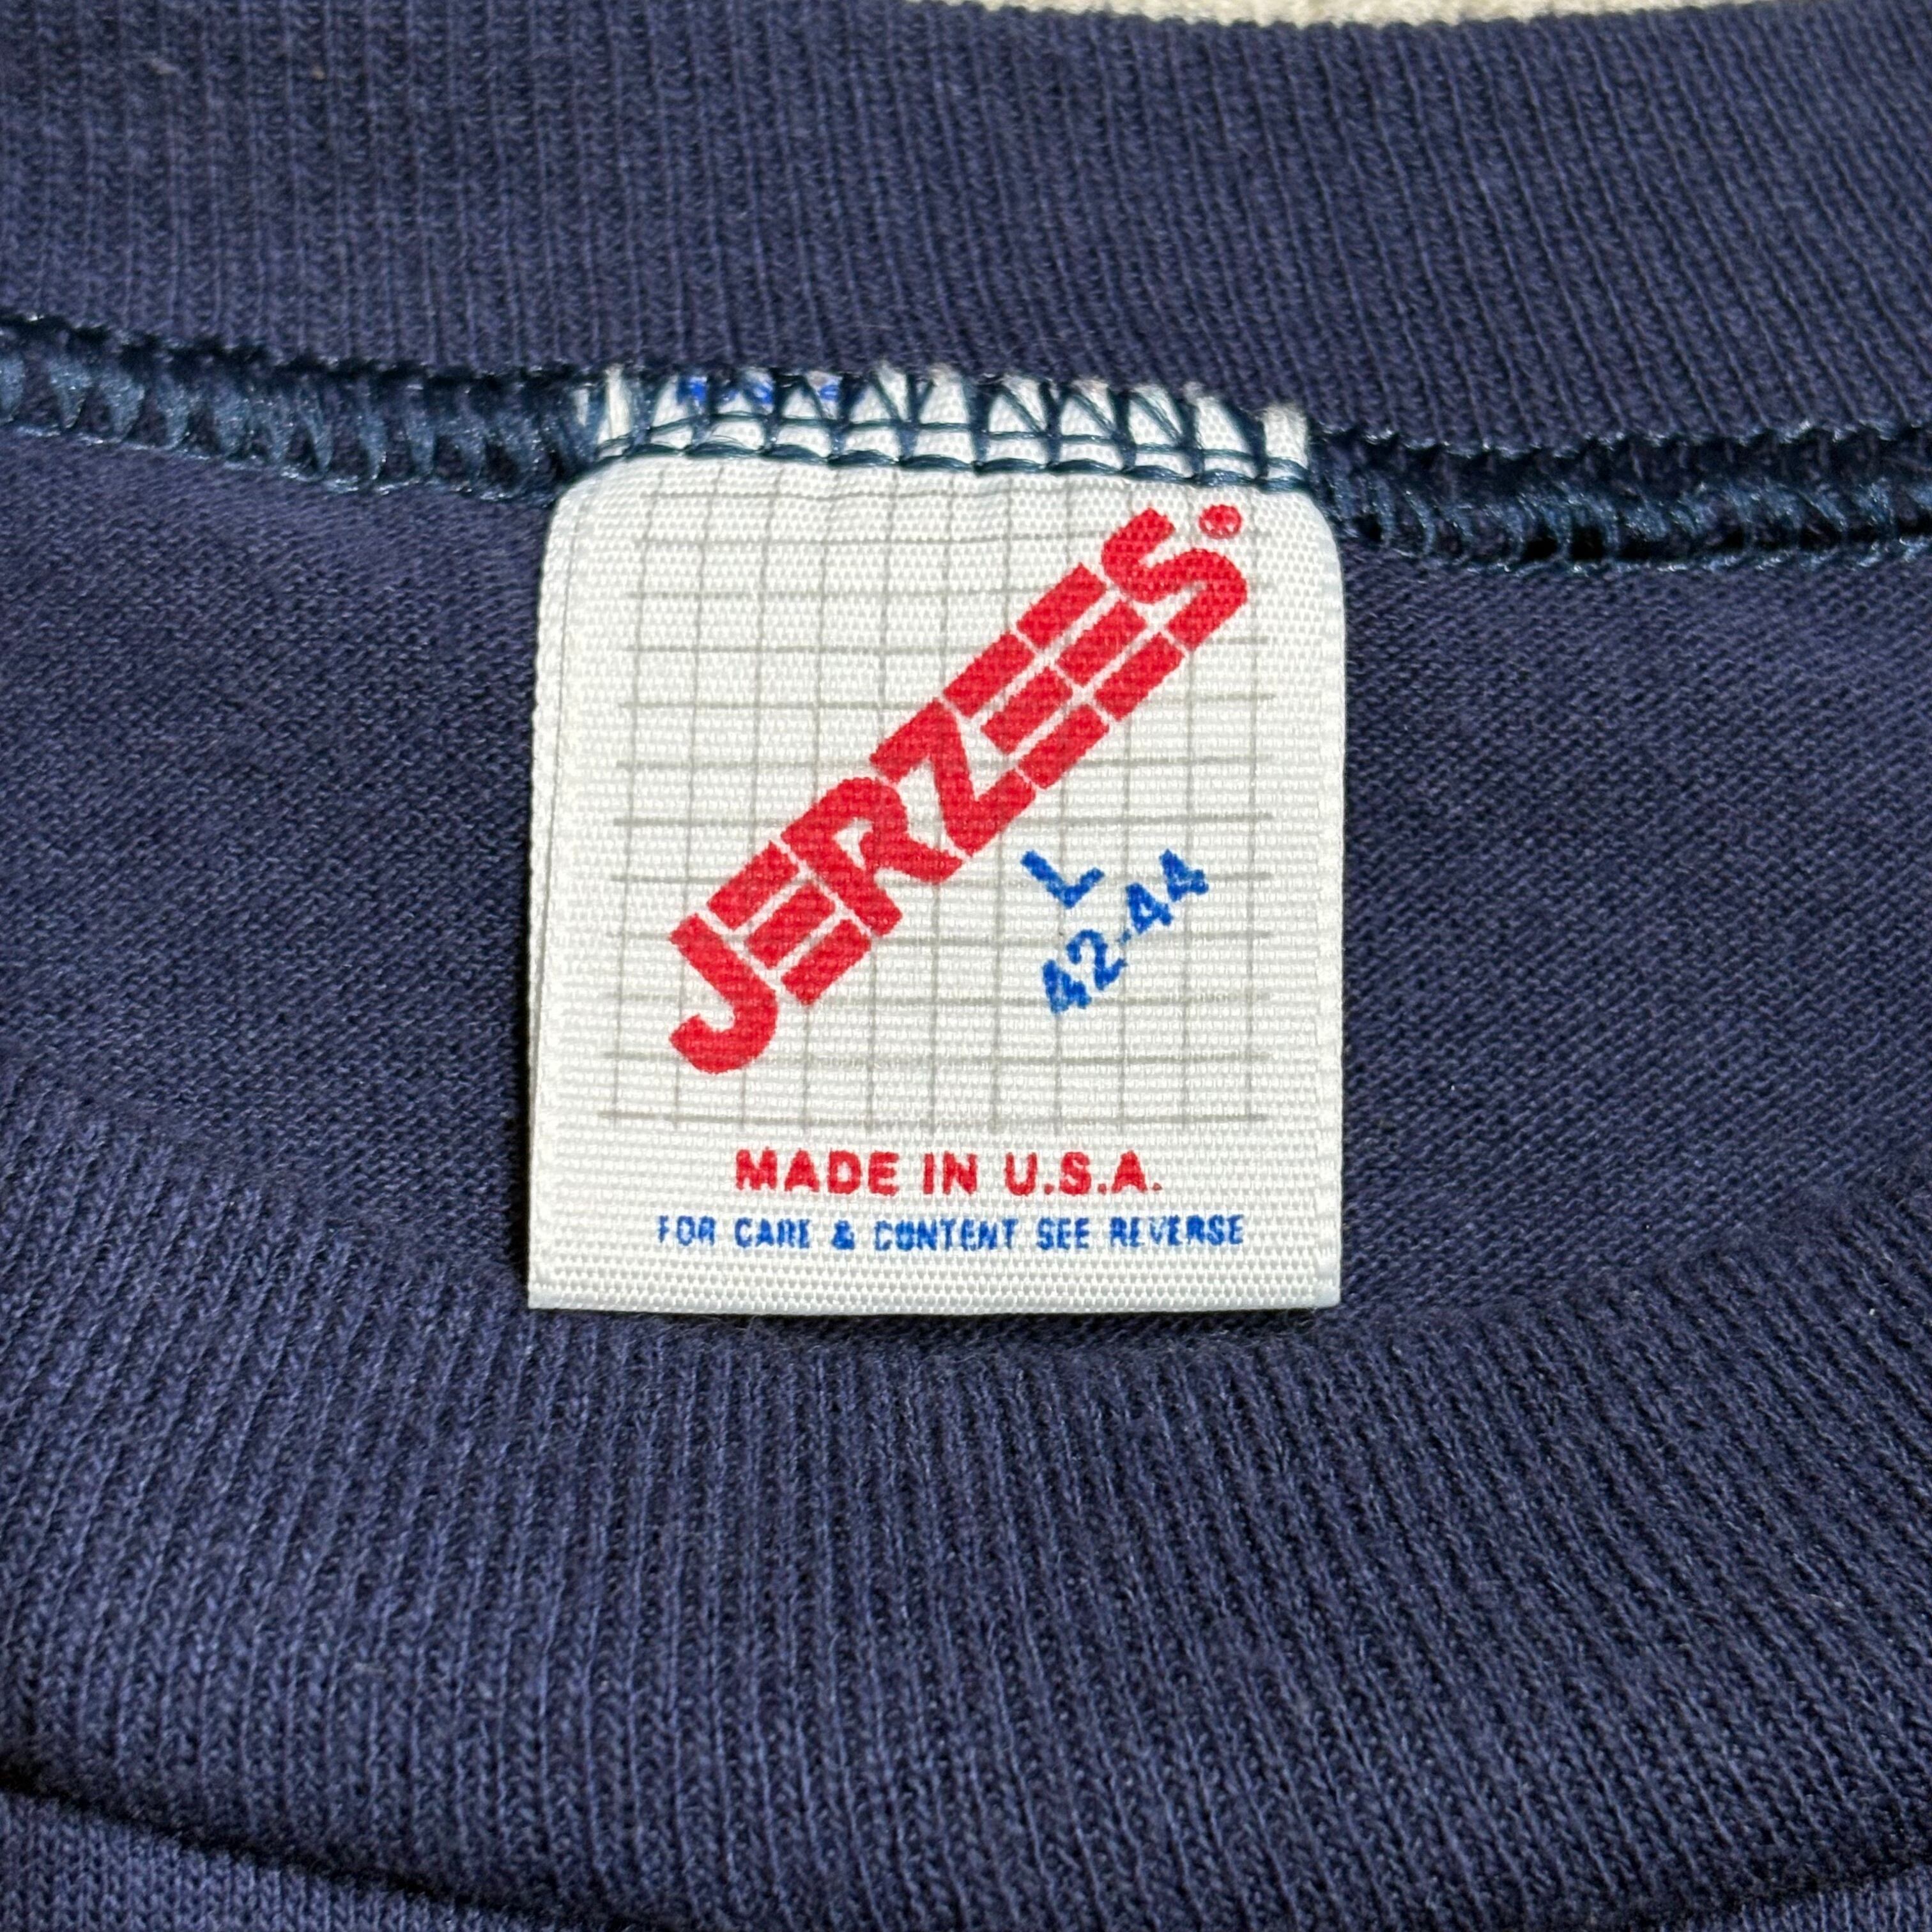 JERZEES®
L
42-44
MADE IN U.S.A.
FOR CARE & CONTENT SEE REVERSE